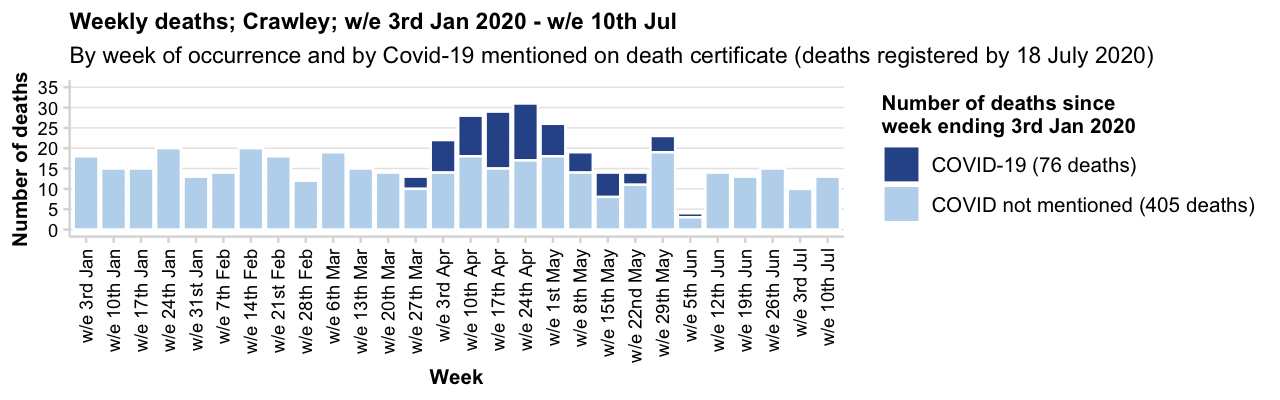 Weekly deaths; Crawley; w/e 3rd Jan 2020 - w/e 10th Jul
By week of occurrence and by Covid-19 mentioned on death certificate (deaths registered by 18 July 2020)
Number of deaths
35
30
25
20
15
10
5
0
w/e 3rd Jan
w/e 10th Jan
w/e 17th Jan
w/e 24th Jan
w/e 31st Jan
w/e 7th Feb
w/e 14th Feb
w/e 21st Feb
w/e 28th Feb
w/e 6th Mar
w/e 13th Mar
w/e 20th Mar
w/e 27th Mar
w/e 3rd Apr
w/e 10th Apr
w/e 17th Apr
w/e 24th Apr
w/e 1st May
w/e 8th May
w/e 15th May
w/e 22nd May
w/e 29th May
w/e 5th Jun
w/e 12th Jun
w/e 19th Jun
w/e 26th Jun
w/e 3rd Jul
w/e 10th Jul
Week
Number of deaths since
week ending 3rd Jan 2020
COVID-19 (76 deaths)
COVID not mentioned (405 deaths)